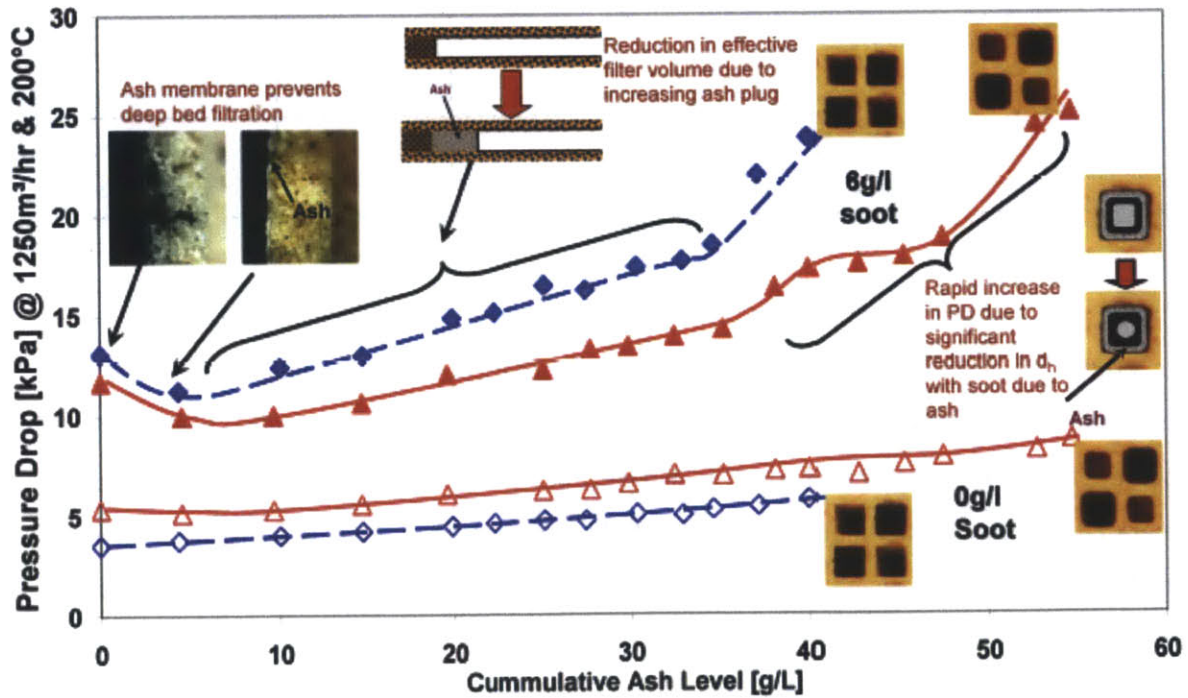 Pressure Drop [kPa] @ 1250m³/hr & 200ºC
30
25
20
15
10
5
0
Ash membrane prevents
deep bed filtration
Ash
Ash
Reduction in effective
filter volume due to
increasing ash plug
6g/l
soot
Rapid increase
in PD due to
significant
reduction in dₕ
with soot due to
ash
Ash
0g/l
Soot
0
10
20
30
40
50
60
Cummulative Ash Level [g/L]